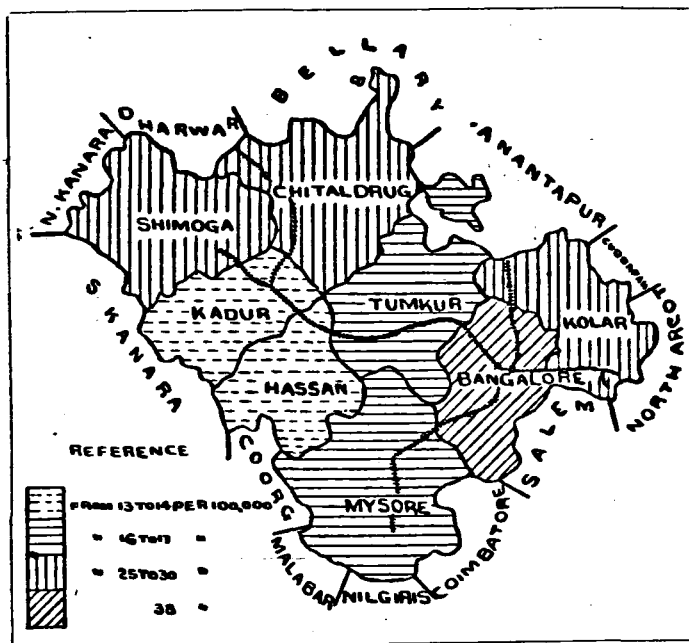 BELLARY
DHARWAR
N. KANARA
ANANTAPUR
CHITALDRUG
SHIMOGA
CUDDAPAH
NORTH ARCOT
KADUR
TUMKUR
KOLAR
S KANARA
HASSAN
BANGALORE
SALEM
COORG
MYSORE
MALABAR
NILGIRIS
COIMBATORE
REFERENCE
FROM 13 TO 14 PER 100,000
" 16 TO 17 "
" 25 TO 30 "
38 "